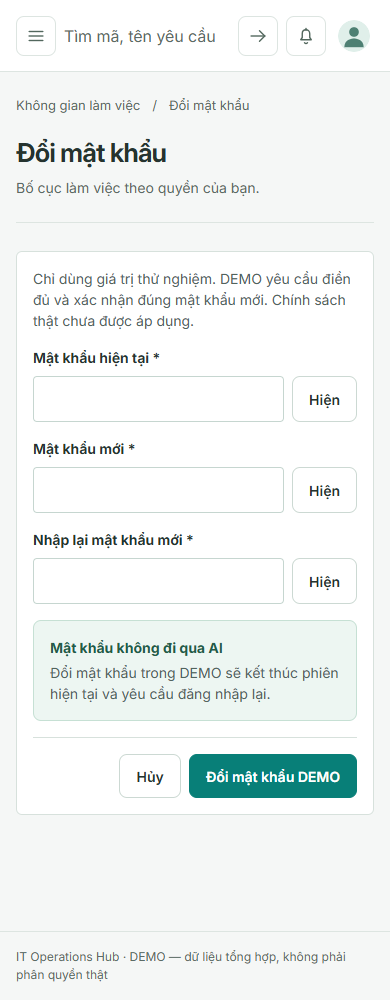 Tìm mã, tên yêu cầu
Không gian làm việc / Đổi mật khẩu
Đổi mật khẩu
Bố cục làm việc theo quyền của bạn.
Chỉ dùng giá trị thử nghiệm. DEMO yêu cầu điền
đủ và xác nhận đúng mật khẩu mới. Chính sách
thật chưa được áp dụng.
Mật khẩu hiện tại *
Hiện
Mật khẩu mới *
Hiện
Nhập lại mật khẩu mới *
Hiện
Mật khẩu không đi qua AI
Đổi mật khẩu trong DEMO sẽ kết thúc phiên
hiện tại và yêu cầu đăng nhập lại.
Hủy
Đổi mật khẩu DEMO
IT Operations Hub · DEMO — dữ liệu tổng hợp, không phải
phân quyền thật